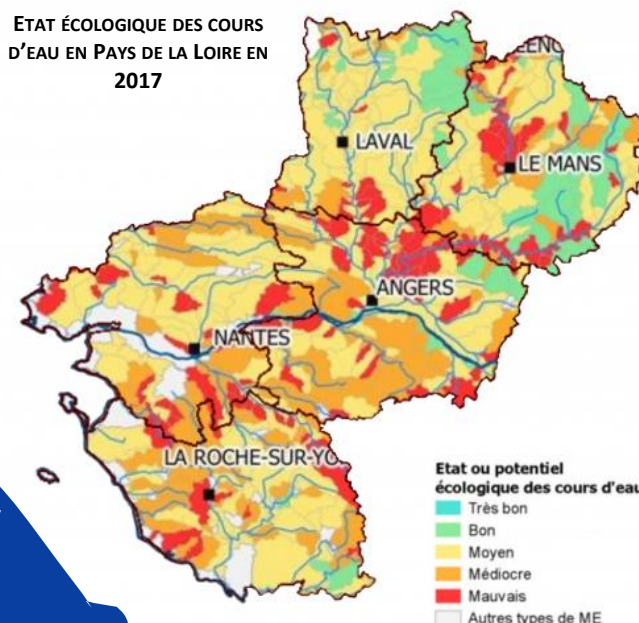 ETAT ÉCOLOGIQUE DES COURS
D'EAU EN PAYS DE LA LOIRE EN
2017
LAVAL
LE MANS
ANGERS
NANTES
LA ROCHE-SUR-YO
Etat ou potentiel
écologique des cours d'eau
Très bon
Bon
Moyen
Médiocre
Mauvais
Autres types de ME